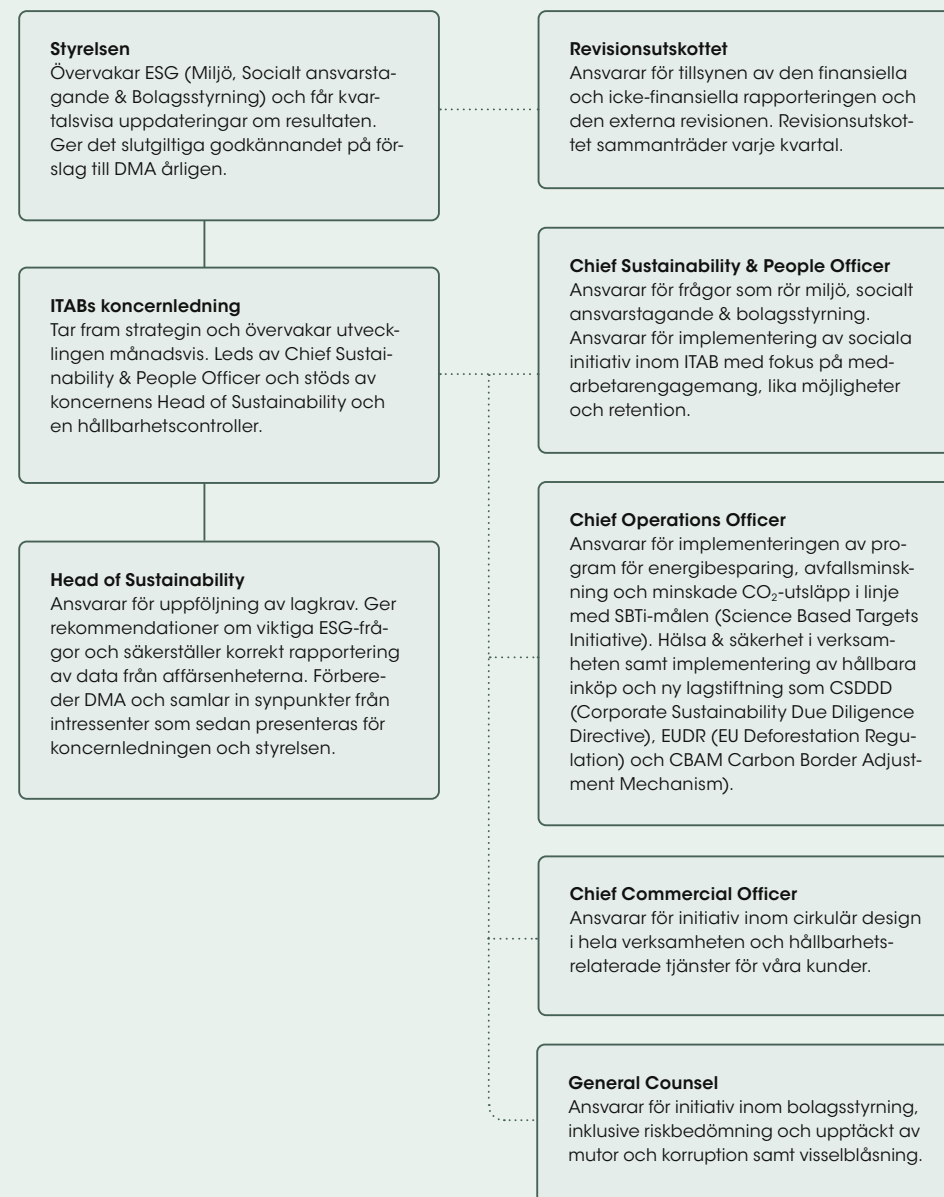 Styrelsen
Övervakar ESG (Miljö, Socialt ansvarsta-
gande & Bolagsstyrning) och får kvar-
talsvisa uppdateringar om resultaten.
Ger det slutgiltiga godkännandet på för-
slag till DMA årligen.
Revisionsutskottet
Ansvarar för tillsynen av den finansiella
och icke-finansiella rapporteringen och
den externa revisionen. Revisionsutskot-
tet sammanträder varje kvartal.
ITABs koncernledning
Tar fram strategin och övervakar utveck-
lingen månadsvis. Leds av Chief Sustai-
nability & People Officer och stöds av
koncernens Head of Sustainability och
en hållbarhetscontroller.
Chief Sustainability & People Officer
Ansvarar för frågor som rör miljö, socialt
ansvarstagande & bolagsstyrning.
Ansvarar för implementering av sociala
initiativ inom ITAB med fokus på med-
arbetarengagemang, lika möjligheter
och retention.
Head of Sustainability
Ansvarar för uppföljning av lagkrav. Ger
rekommendationer om viktiga ESG-frå-
gor och säkerställer korrekt rapportering
av data från affärsenheterna. Förbere-
der DMA och samlar in synpunkter från
intressenter som sedan presenteras för
koncernledningen och styrelsen.
Chief Operations Officer
Ansvarar för implementeringen av pro-
gram för energibesparing, avfallsminsk-
ning och minskade CO₂-utsläpp i linje
med SBTi-målen (Science Based Targets
Initiative). Hälsa & säkerhet i verksam-
heten samt implementering av hållbara
inköp och ny lagstiftning som CSDDD
(Corporate Sustainability Due Diligence
Directive), EUDR (EU Deforestation Regu-
lation) och CBAM Carbon Border Adjust-
ment Mechanism).
Chief Commercial Officer
Ansvarar för initiativ inom cirkulär design
i hela verksamheten och hållbarhets-
relaterade tjänster för våra kunder.
General Counsel
Ansvarar för initiativ inom bolagsstyrning,
inklusive riskbedömning och upptäckt av
mutor och korruption samt visselblåsning.